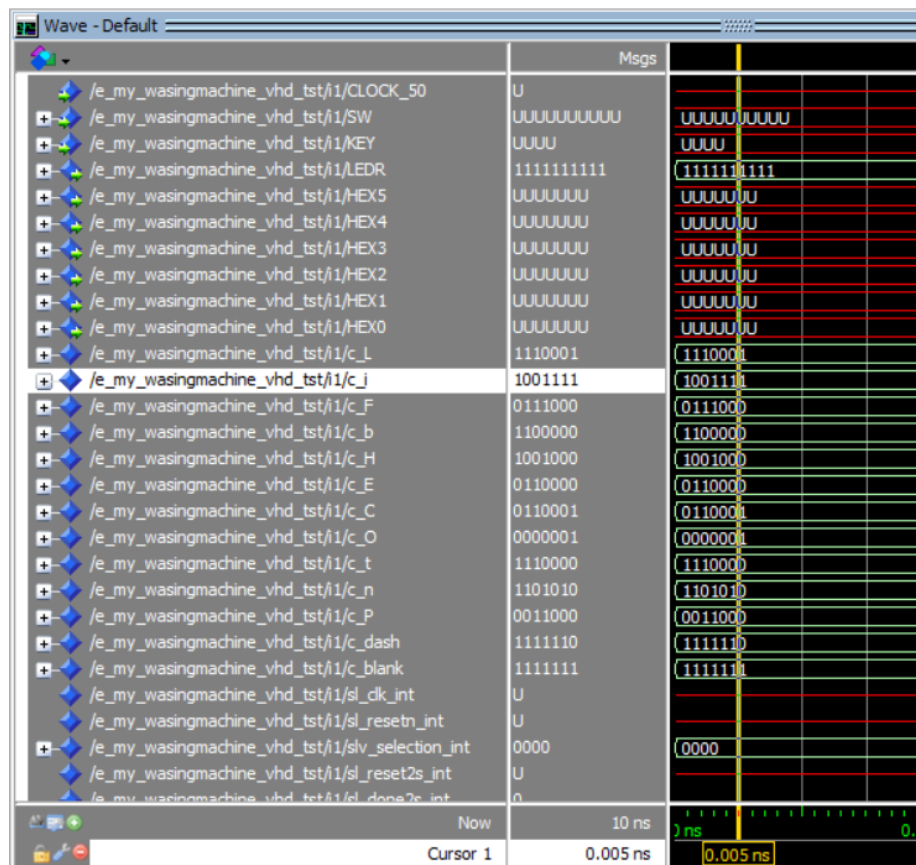 Wave - Default
Msgs
/e_my_wasingmachine_vhd_tst/i1/CLOCK_50 U
/e_my_wasingmachine_vhd_tst/i1/SW UUUUUUUUUU UUUUUUUUUU
/e_my_wasingmachine_vhd_tst/i1/KEY UUUU UUUU
/e_my_wasingmachine_vhd_tst/i1/LEDR 1111111111 1111111111
/e_my_wasingmachine_vhd_tst/i1/HEX5 UUUUUUU UUUUUUU
/e_my_wasingmachine_vhd_tst/i1/HEX4 UUUUUUU UUUUUUU
/e_my_wasingmachine_vhd_tst/i1/HEX3 UUUUUUU UUUUUUU
/e_my_wasingmachine_vhd_tst/i1/HEX2 UUUUUUU UUUUUUU
/e_my_wasingmachine_vhd_tst/i1/HEX1 UUUUUUU UUUUUUU
/e_my_wasingmachine_vhd_tst/i1/HEX0 UUUUUUU UUUUUUU
/e_my_wasingmachine_vhd_tst/i1/c_L 1110001 1110001
/e_my_wasingmachine_vhd_tst/i1/c_i 1001111 1001111
/e_my_wasingmachine_vhd_tst/i1/c_F 0111000 0111000
/e_my_wasingmachine_vhd_tst/i1/c_b 1100000 1100000
/e_my_wasingmachine_vhd_tst/i1/c_H 1001000 1001000
/e_my_wasingmachine_vhd_tst/i1/c_E 0110000 0110000
/e_my_wasingmachine_vhd_tst/i1/c_C 0110001 0110001
/e_my_wasingmachine_vhd_tst/i1/c_O 0000001 0000001
/e_my_wasingmachine_vhd_tst/i1/c_t 1110000 1110000
/e_my_wasingmachine_vhd_tst/i1/c_n 1101010 1101010
/e_my_wasingmachine_vhd_tst/i1/c_P 0011000 0011000
/e_my_wasingmachine_vhd_tst/i1/c_dash 1111110 1111110
/e_my_wasingmachine_vhd_tst/i1/c_blank 1111111 1111111
/e_my_wasingmachine_vhd_tst/i1/sl_clk_int U
/e_my_wasingmachine_vhd_tst/i1/sl_resetn_int U
/e_my_wasingmachine_vhd_tst/i1/slv_selection_int 0000 0000
/e_my_wasingmachine_vhd_tst/i1/sl_reset2s_int U
/e_my_wasingmachine_vhd_tst/i1/sl_done2s_int 0
Now 10 ns ns 0.
Cursor 1 0.005 ns 0.005 ns